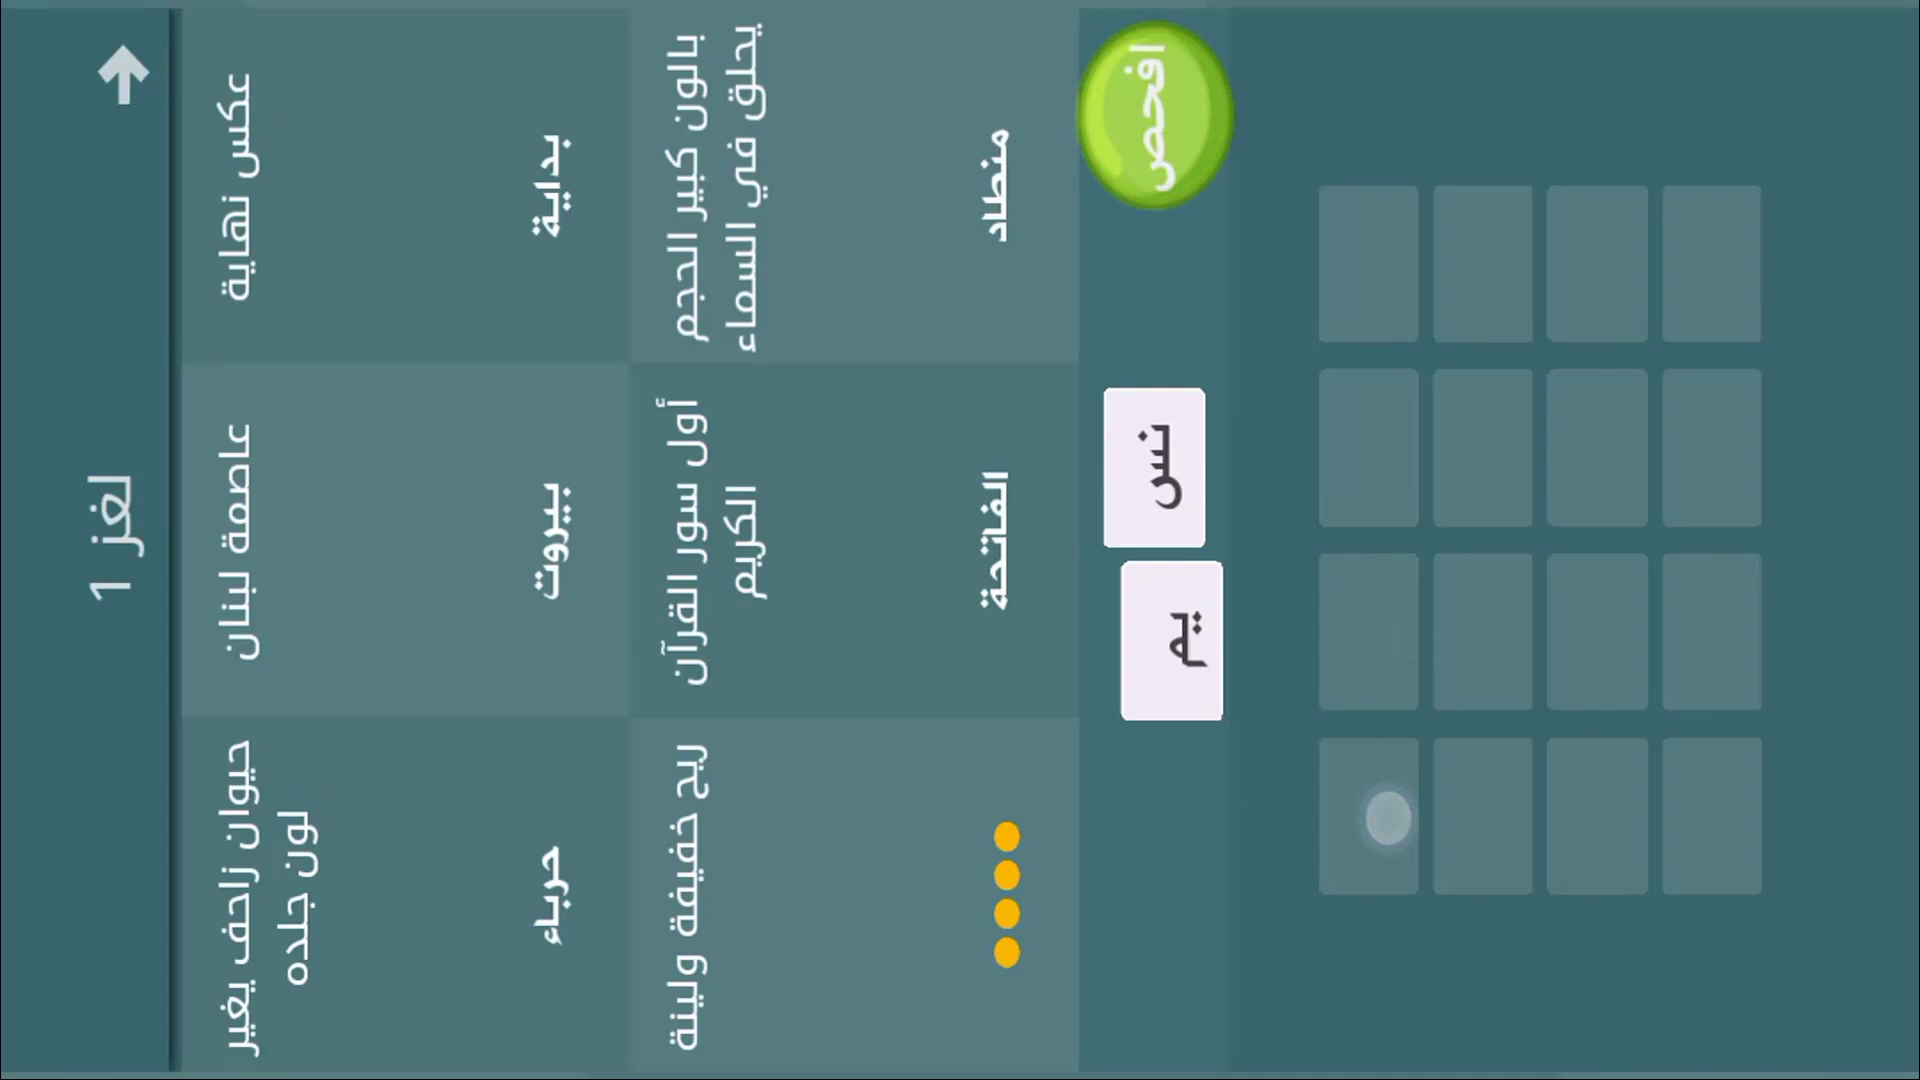 لغز 1
عكس نهاية
بداية
عاصمة لبنان
بيروت
حيوان زاحف يغير
لون جلده
حرباء
بالون كبير الحجم
يحلق في السماء
منطاد
أول سور القرآن
الكريم
الفاتحة
ريح خفيفة ولينة
افحص
نس
يم